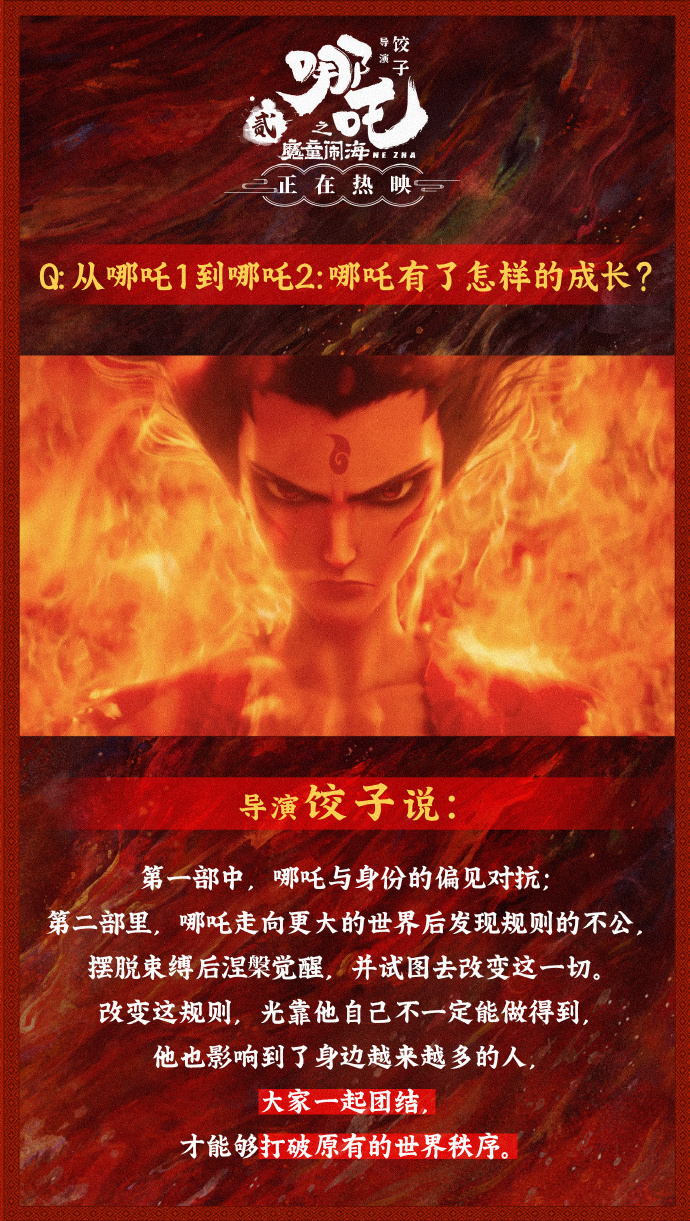 导演
饺子
哪吒
贰
之
魔童闹海 NE ZHA
正在热映
Q:从哪吒1到哪吒2:哪吒有了怎样的成长?
导演饺子说:
第一部中，哪吒与身份的偏见对抗;
第二部里，哪吒走向更大的世界后发现规则的不公，
摆脱束缚后涅槃觉醒，并试图去改变这一切。
改变这规则，光靠他自己不一定能做得到，
他也影响到了身边越来越多的人，
大家一起团结，
才能够打破原有的世界秩序。